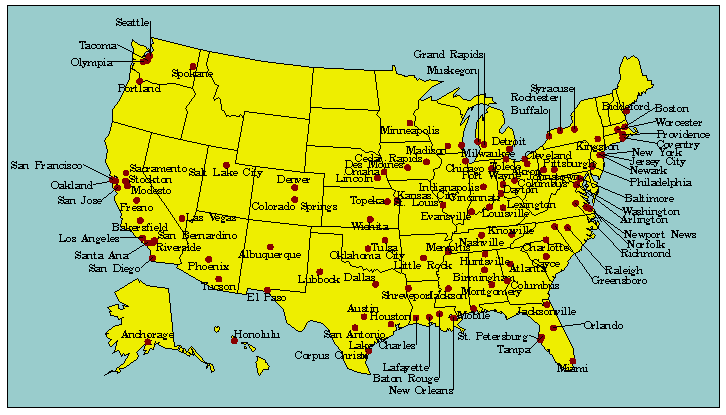 Seattle
Tacoma
Olympia
Spokane
Portland
Grand Rapids
Muskegon
Syracuse
Rochester
Buffalo
Biddeford
Boston
Worcester
Providence
Coventry
Kingston
New York
Jersey City
Newark
Philadelphia
Minneapolis
Madison
Milwaukee
Detroit
Cleveland
Pittsburgh
San Francisco
Sacramento
Stockton
Oakland
Modesto
San Jose
Fresno
Salt Lake City
Denver
Colorado Springs
Cedar Rapids
Des Moines
Omaha
Lincoln
Chicago
Fort Wayne
Toledo
Columbus
Indianapolis
Dayton
Cincinnati
Baltimore
Washington
Arlington
Newport News
Norfolk
Richmond
Topeka
Kansas City
St. Louis
Evansville
Louisville
Lexington
Bakersfield
Las Vegas
Los Angeles
San Bernardino
Riverside
Santa Ana
San Diego
Phoenix
Tucson
Albuquerque
El Paso
Wichita
Tulsa
Oklahoma City
Little Rock
Memphis
Nashville
Knoxville
Charlotte
Cayce
Raleigh
Greensboro
Huntsville
Birmingham
Atlanta
Columbus
Montgomery
Lubbock
Dallas
Shreveport
Jackson
Mobile
Jacksonville
Orlando
St. Petersburg
Tampa
Miami
Austin
Houston
San Antonio
Lake Charles
Corpus Christi
Lafayette
Baton Rouge
New Orleans
Anchorage
Honolulu